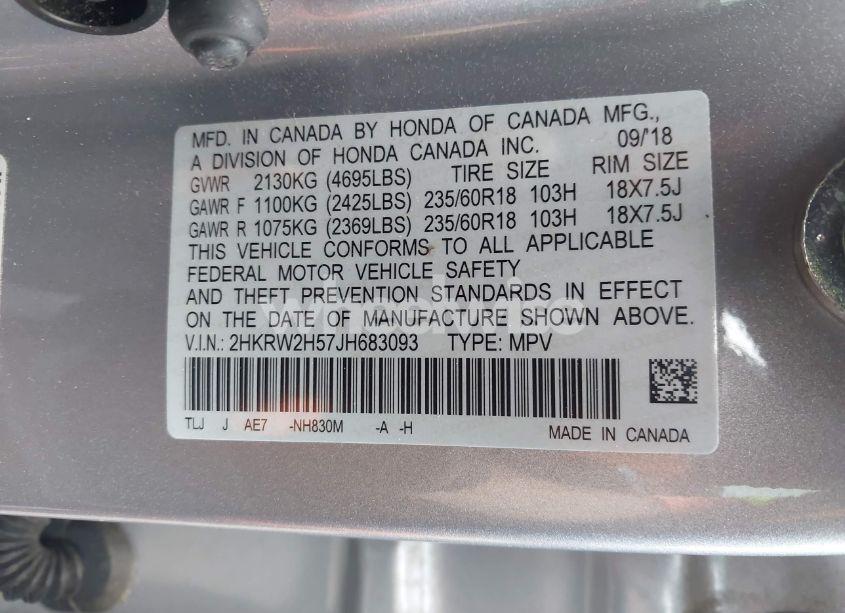 MFD. IN CANADA BY HONDA OF CANADA MFG.,
A DIVISION OF HONDA CANADA INC. 09/'18
GVWR 2130KG (4695LBS) TIRE SIZE RIM SIZE
GAWR F 1100KG (2425LBS) 235/60R18 103H 18X7.5J
GAWR R 1075KG (2369LBS) 235/60R18 103H 18X7.5J
THIS VEHICLE CONFORMS TO ALL APPLICABLE
FEDERAL MOTOR VEHICLE SAFETY
AND THEFT PREVENTION STANDARDS IN EFFECT
ON THE DATE OF MANUFACTURE SHOWN ABOVE.
V.I.N.: 2HKRW2H57JH683093 TYPE: MPV
TLJ J AE7 -NH830M -A -H MADE IN CANADA